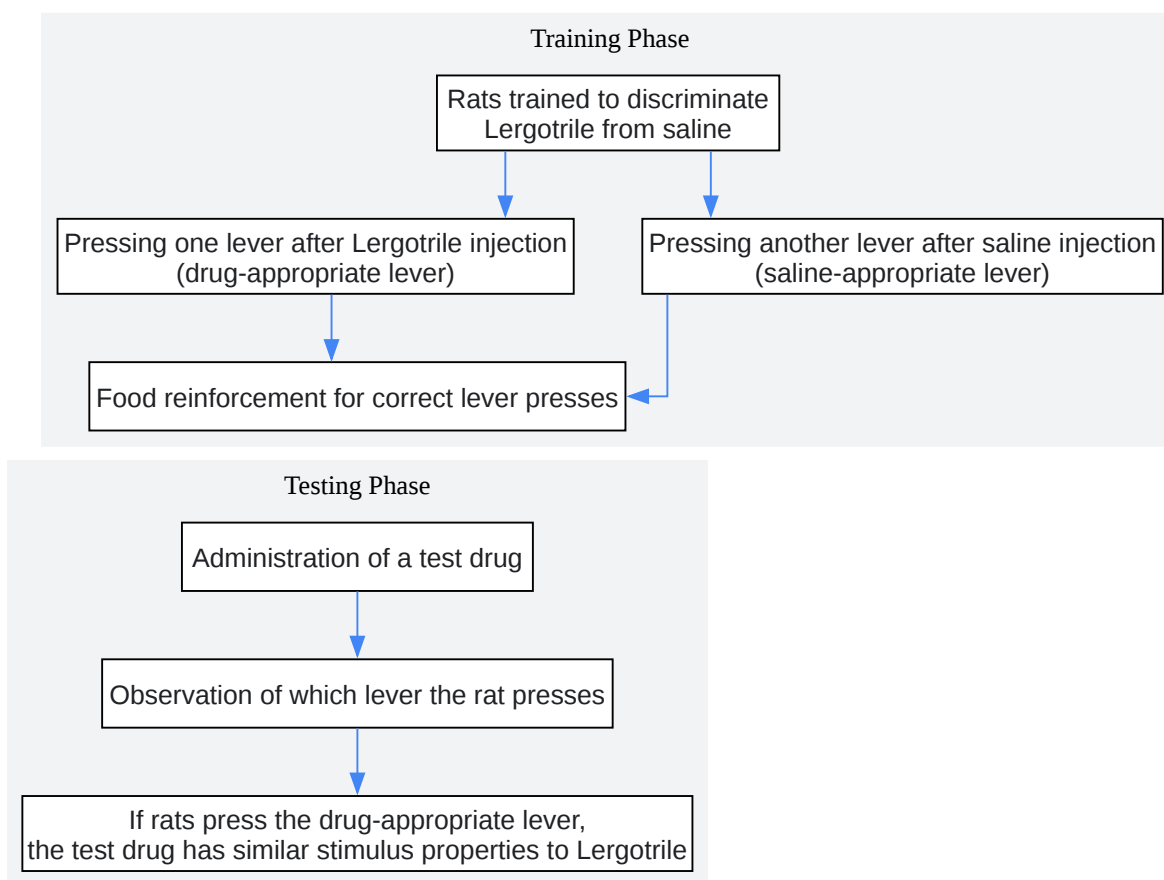 Training Phase
Rats trained to discriminate
Lergotrile from saline
Pressing one lever after Lergotrile injection
(drug-appropriate lever)
Pressing another lever after saline injection
(saline-appropriate lever)
Food reinforcement for correct lever presses
Testing Phase
Administration of a test drug
Observation of which lever the rat presses
If rats press the drug-appropriate lever,
the test drug has similar stimulus properties to Lergotrile